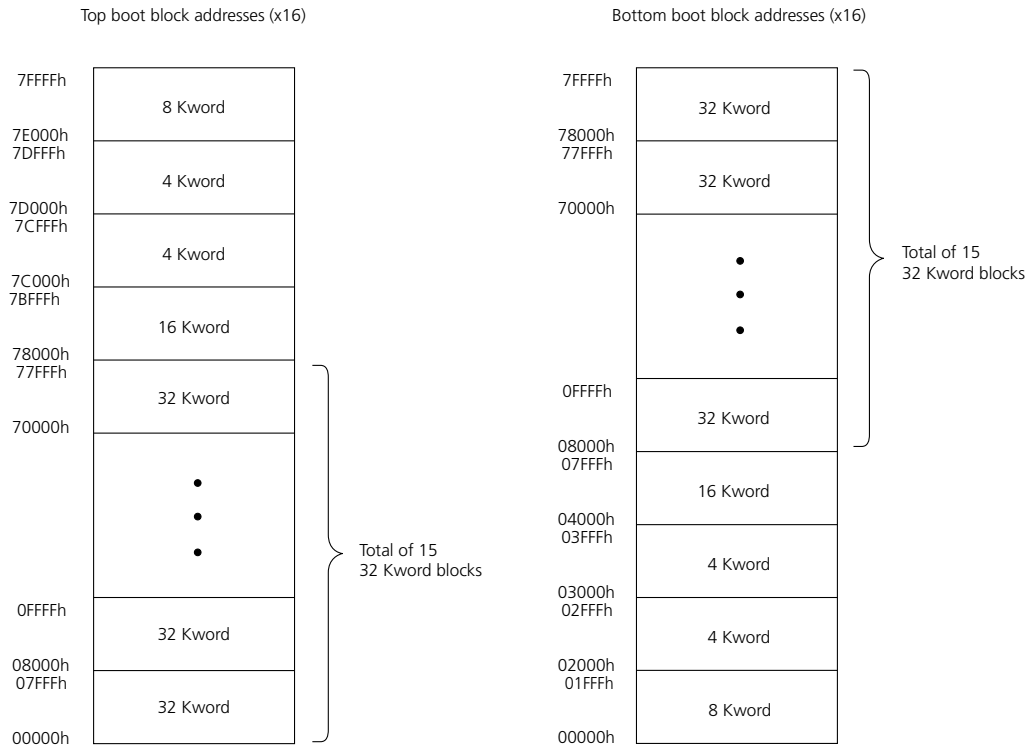 Top boot block addresses (x16)
7FFFFh
8 Kword
7E000h
7DFFFh
4 Kword
7D000h
7CFFFh
4 Kword
7C000h
7BFFFh
16 Kword
78000h
77FFFh
32 Kword
70000h
Total of 15
32 Kword blocks
0FFFFh
32 Kword
08000h
07FFFh
32 Kword
00000h
Bottom boot block addresses (x16)
7FFFFh
32 Kword
78000h
77FFFh
32 Kword
70000h
Total of 15
32 Kword blocks
0FFFFh
32 Kword
08000h
07FFFh
16 Kword
04000h
03FFFh
4 Kword
03000h
02FFFh
4 Kword
02000h
01FFFh
8 Kword
00000h